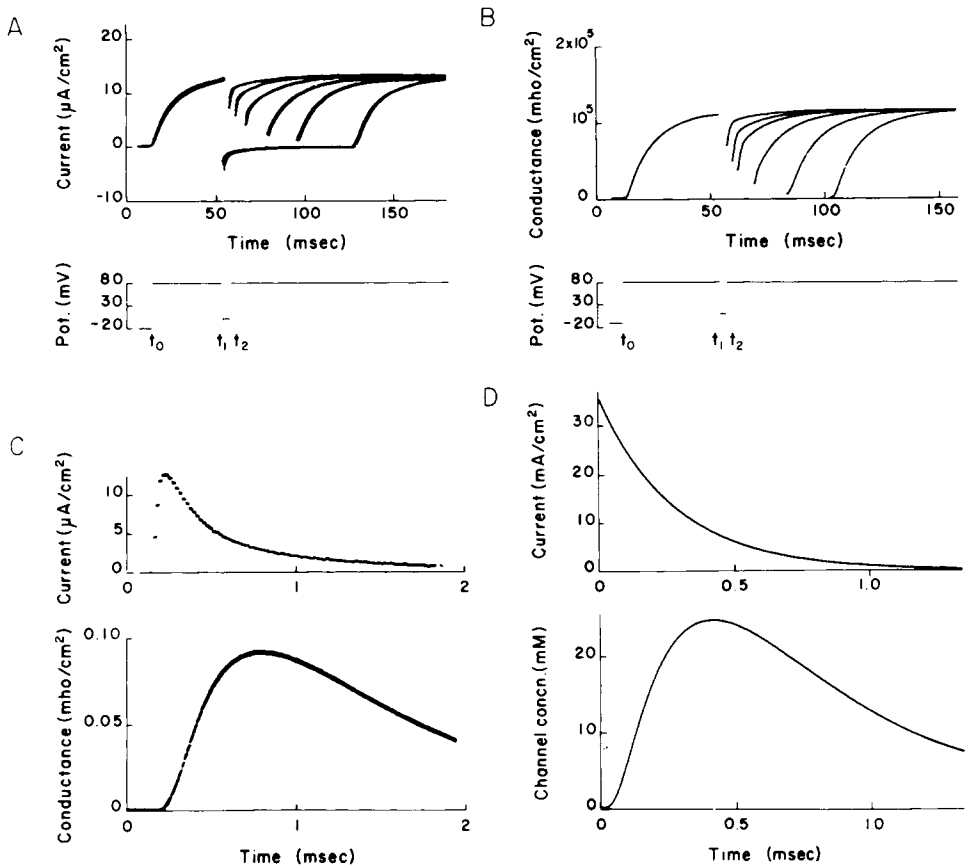 A
Current (μA/cm²)
20
10
0
-10
0 50 100 150
Time (msec)
Pot. (mV)
80
30
-20
t₀ t₁ t₂
B
Conductance (mho/cm²)
2x10⁵
10⁵
0
0 50 100 150
Time (msec)
Pot. (mV)
80
30
-20
t₀ t₁ t₂
C
Current (μA/cm²)
10
5
0
0 1 2
Conductance (mho/cm²)
0.10
0.05
0
0 1 2
Time (msec)
D
Current (mA/cm²)
30
20
10
0
0 0.5 1.0
Channel concn. (mM)
20
10
0
0 0.5 1.0
Time (msec)